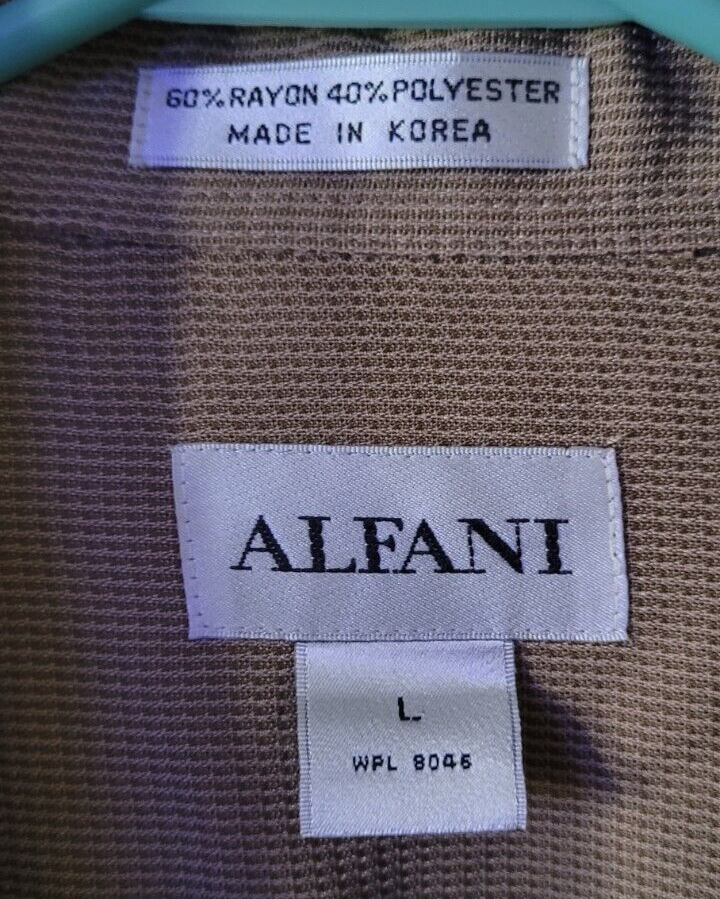 60% RAYON 40% POLYESTER
MADE IN KOREA
ALFANI
L
WPL 8046